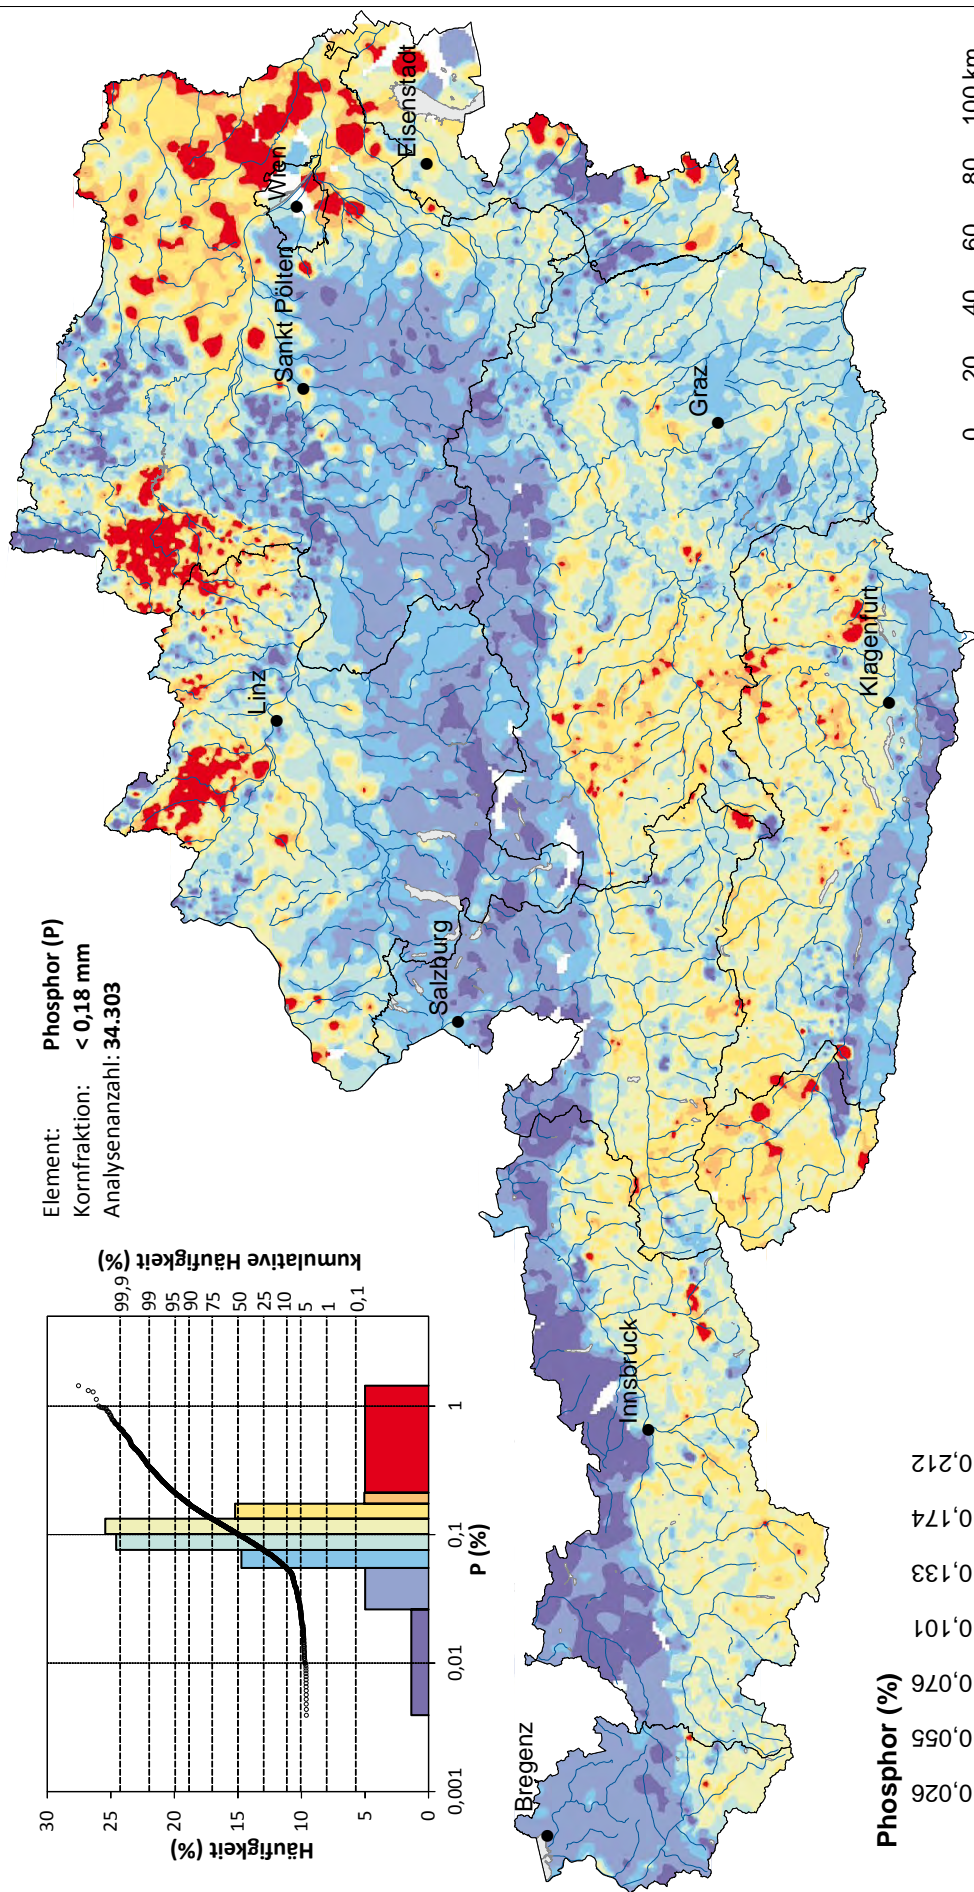 Element: Phosphor (P)
Kornfraktion: < 0,18 mm
Analysenanzahl: 34.303
Häufigkeit (%)
30
25
20
15
10
5
0
kumulative Häufigkeit (%)
99,9
99
95
90
75
50
25
10
5
1
0,1
0,001
0,01
0,1
1
P (%)
Bregenz
Innsbruck
Salzburg
Linz
Sankt Pölten
Wien
Eisenstadt
Graz
Klagenfurt
Phosphor (%)
0,026
0,055
0,076
0,101
0,133
0,174
0,212
0
20
40
60
80
100 km